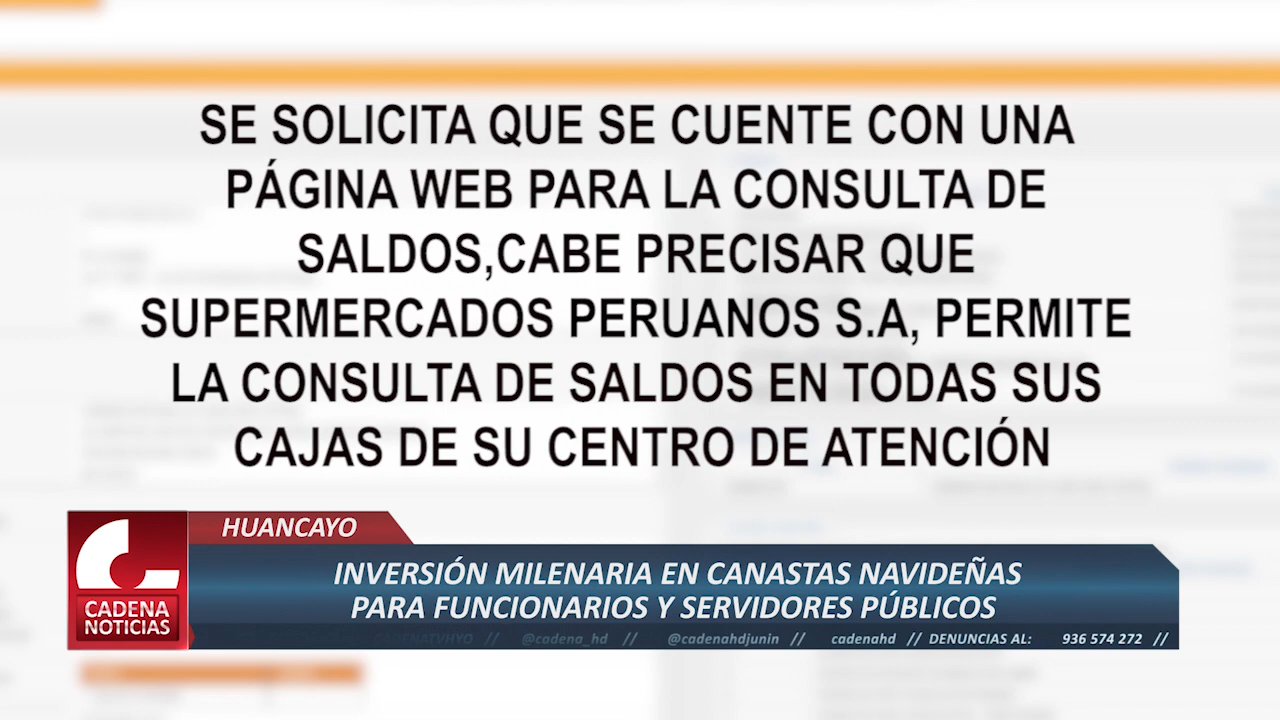 SE SOLICITA QUE SE CUENTE CON UNA
PÁGINA WEB PARA LA CONSULTA DE
SALDOS,CABE PRECISAR QUE
SUPERMERCADOS PERUANOS S.A, PERMITE
LA CONSULTA DE SALDOS EN TODAS SUS
CAJAS DE SU CENTRO DE ATENCIÓN
HUANCAYO
INVERSIÓN MILENARIA EN CANASTAS NAVIDEÑAS
PARA FUNCIONARIOS Y SERVIDORES PÚBLICOS
CADENA
NOTICIAS
CADENATVHYO // @cadena_hd // @cadenahdjunin // cadenahd // DENUNCIAS AL: 936 574 272 //